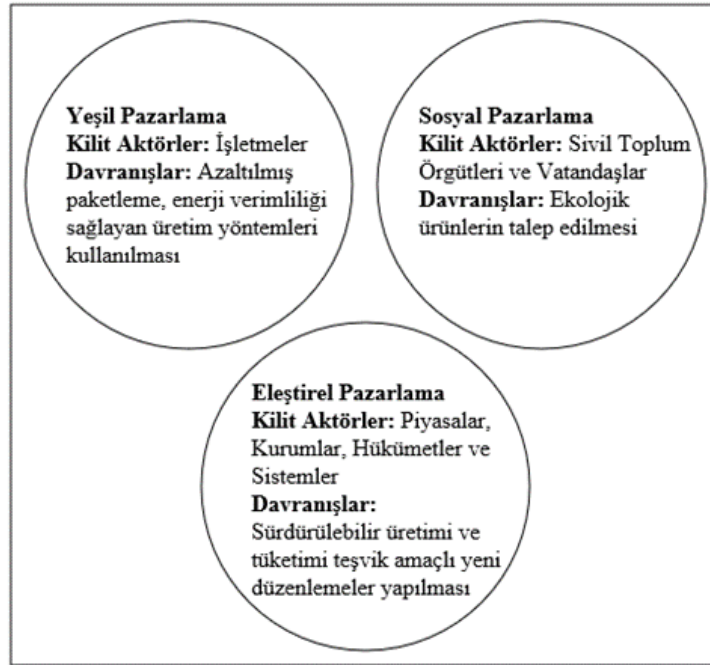 Yeşil Pazarlama
Kilit Aktörler: İşletmeler
Davranışlar: Azaltılmış
paketleme, enerji verimliliği
sağlayan üretim yöntemleri
kullanılması
Sosyal Pazarlama
Kilit Aktörler: Sivil Toplum
Örgütleri ve Vatandaşlar
Davranışlar: Ekolojik
ürünlerin talep edilmesi
Eleştirel Pazarlama
Kilit Aktörler: Piyasalar,
Kurumlar, Hükümetler ve
Sistemler
Davranışlar:
Sürdürülebilir üretimi ve
tüketimi teşvik amaçlı yeni
düzenlemeler yapılması